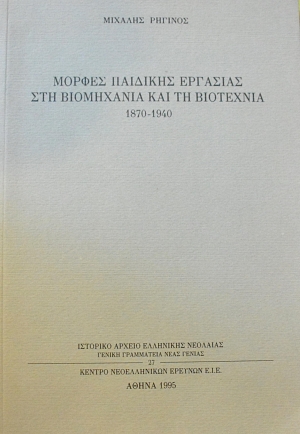 ΜΙΧΑΛΗΣ ΡΗΓΙΝΟΣ
ΜΟΡΦΕΣ ΠΑΙΔΙΚΗΣ ΕΡΓΑΣΙΑΣ
ΣΤΗ ΒΙΟΜΗΧΑΝΙΑ ΚΑΙ ΤΗ ΒΙΟΤΕΧΝΙΑ
1870-1940
ΙΣΤΟΡΙΚΟ ΑΡΧΕΙΟ ΕΛΛΗΝΙΚΗΣ ΝΕΟΛΑΙΑΣ
ΓΕΝΙΚΗ ΓΡΑΜΜΑΤΕΙΑ ΝΕΑΣ ΓΕΝΙΑΣ
27
ΚΕΝΤΡΟ ΝΕΟΕΛΛΗΝΙΚΩΝ ΕΡΕΥΝΩΝ Ε.Ι.Ε.
ΑΘΗΝΑ 1995